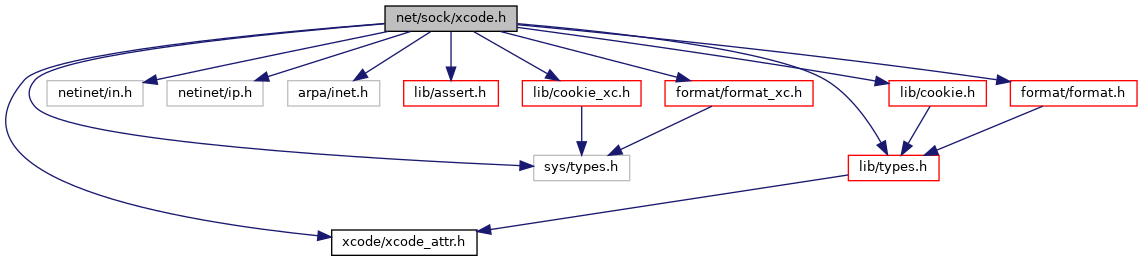 net/sock/xcode.h
netinet/in.h
netinet/ip.h
arpa/inet.h
lib/assert.h
lib/cookie_xc.h
format/format_xc.h
lib/cookie.h
format/format.h
sys/types.h
lib/types.h
xcode/xcode_attr.h